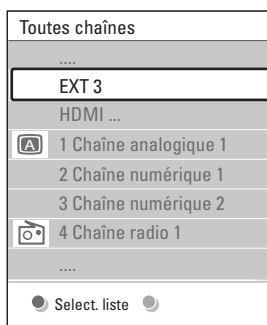 Toutes chaînes
....
EXT 3
HDMI ...
A 1 Chaîne analogique 1
2 Chaîne numérique 1
3 Chaîne numérique 2
4 Chaîne radio 1
....
Select. liste